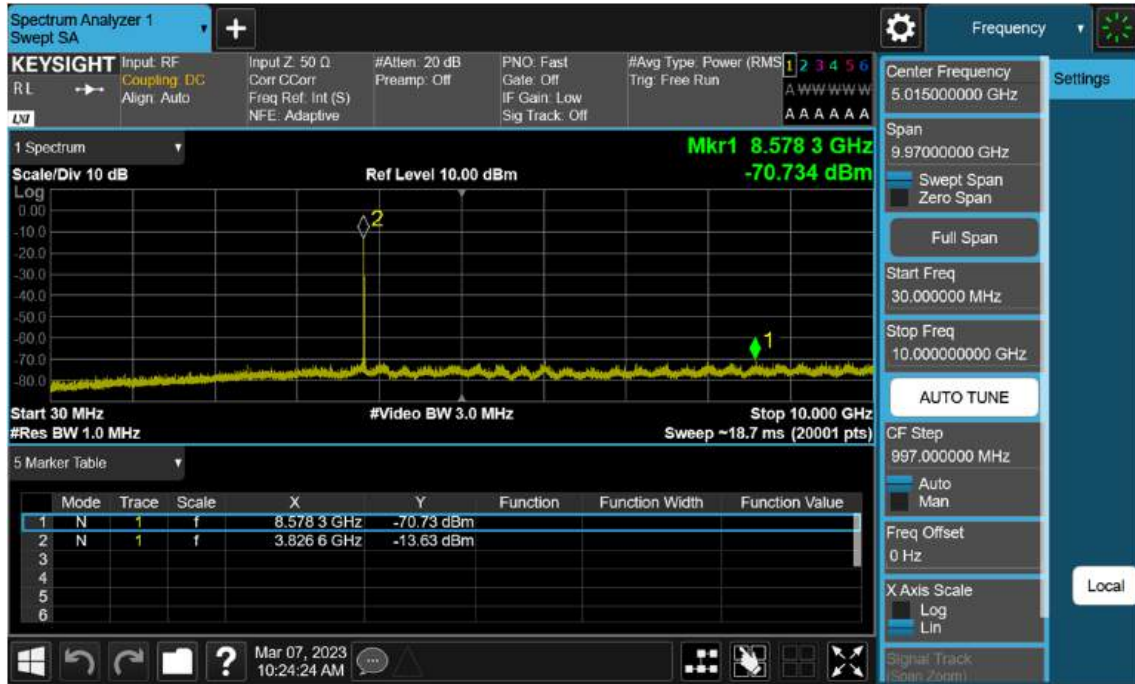 Spectrum Analyzer 1
Swept SA
+
Frequency
KEYSIGHT
RL
LXI
Input: RF
Coupling: DC
Align: Auto
Input Z: 50 Ω
Corr CCorr
Freq Ref: Int (S)
NFE: Adaptive
#Atten: 20 dB
Preamp: Off
PNO: Fast
Gate: Off
IF Gain: Low
Sig Track: Off
#Avg Type: Power (RMS
Trig: Free Run
1 2 3 4 5 6
A W W W W W
A A A A A A
1 Spectrum
Scale/Div 10 dB
Ref Level 10.00 dBm
Mkr1 8.578 3 GHz
-70.734 dBm
Log
0.00
-10.0
-20.0
-30.0
-40.0
-50.0
-60.0
-70.0
-80.0
2
1
Start 30 MHz
#Video BW 3.0 MHz
Stop 10.000 GHz
#Res BW 1.0 MHz
Sweep ~18.7 ms (20001 pts)
5 Marker Table
Mode Trace Scale X Y Function Function Width Function Value
1 N 1 f 8.578 3 GHz -70.73 dBm
2 N 1 f 3.826 6 GHz -13.63 dBm
3
4
5
6
Center Frequency
5.015000000 GHz
Span
9.97000000 GHz
Swept Span
Zero Span
Full Span
Start Freq
30.000000 MHz
Stop Freq
10.000000000 GHz
AUTO TUNE
CF Step
997.000000 MHz
Auto
Man
Freq Offset
0 Hz
X Axis Scale
Log
Lin
Signal Track
(Span Zoom)
Settings
Local
?
Mar 07, 2023
10:24:24 AM